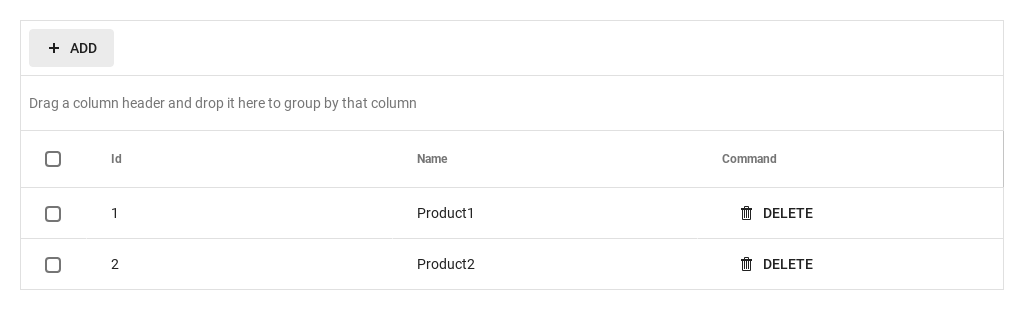 ADD
Drag a column header and drop it here to group by that column
Id Name Command
1 Product1 DELETE
2 Product2 DELETE